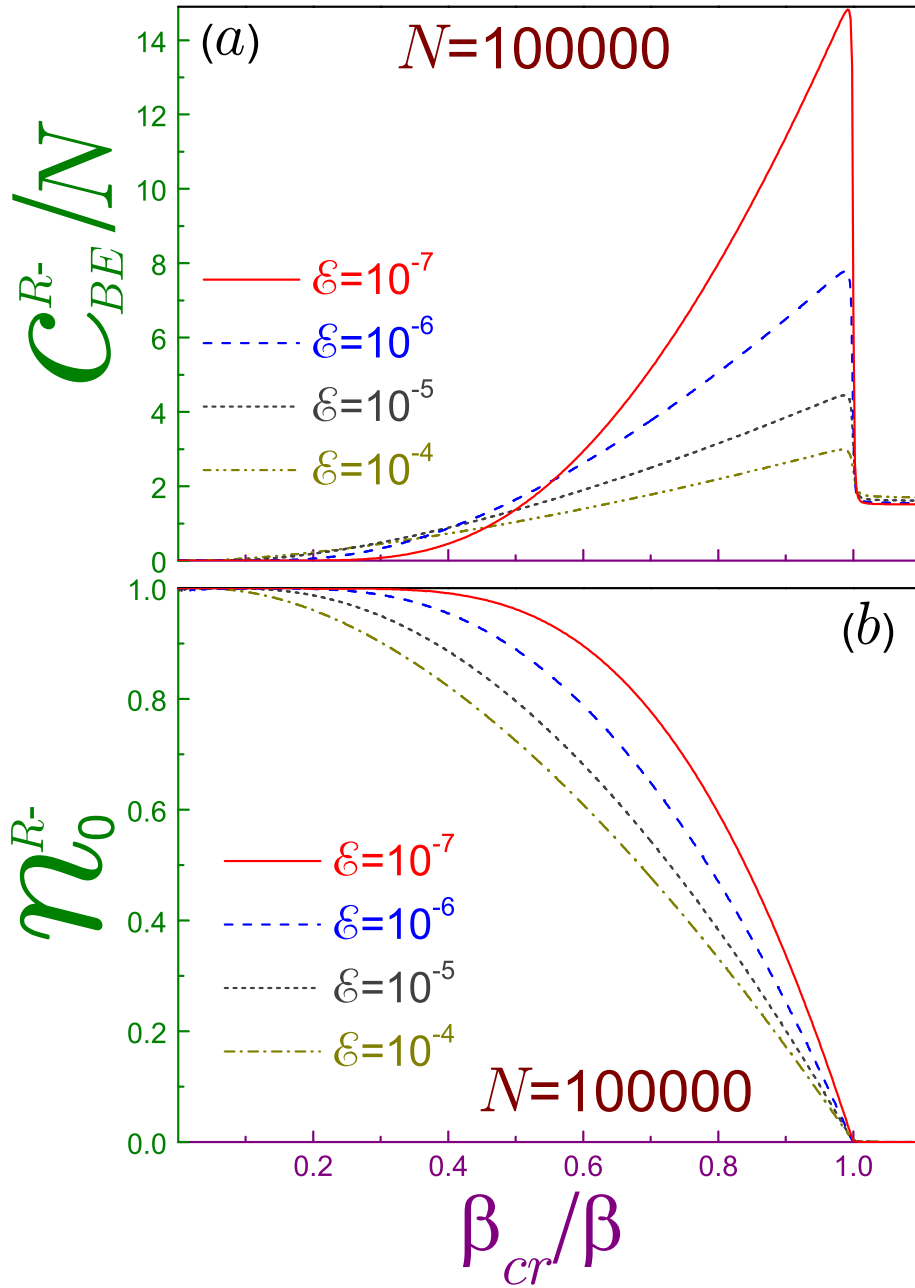 (a)
N=100000
C_{BE}^{R-}/N
14
12
10
8
6
4
2
0
ℰ=10^{-7}
ℰ=10^{-6}
ℰ=10^{-5}
ℰ=10^{-4}
(b)
n_0^{R-}
1.0
0.8
0.6
0.4
0.2
0.0
ℰ=10^{-7}
ℰ=10^{-6}
ℰ=10^{-5}
ℰ=10^{-4}
N=100000
0.2 0.4 0.6 0.8 1.0
β_{cr}/β